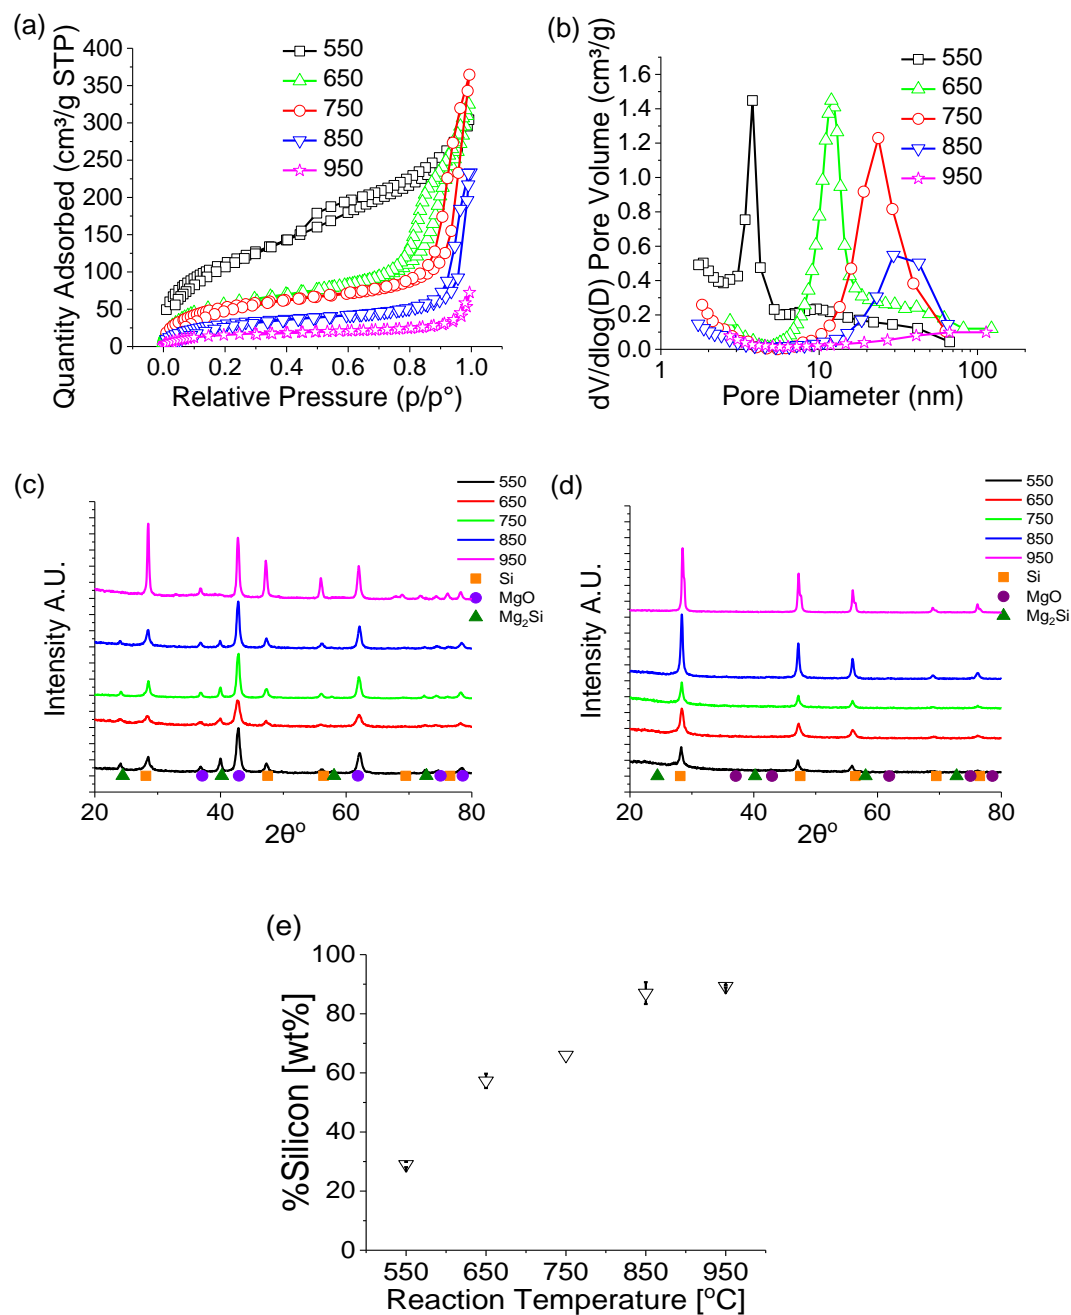 (a)
Quantity Adsorbed (cm³/g STP)
400
350
300
250
200
150
100
50
0
0.0 0.2 0.4 0.6 0.8 1.0
Relative Pressure (p/p°)
550
650
750
850
950
(b)
dV/dlog(D) Pore Volume (cm³/g)
1.6
1.4
1.2
1.0
0.8
0.6
0.4
0.2
0.0
1 10 100
Pore Diameter (nm)
550
650
750
850
950
(c)
Intensity A.U.
550
650
750
850
950
Si
MgO
Mg₂Si
20 40 60 80
2θº
(d)
Intensity A.U.
550
650
750
850
950
Si
MgO
Mg₂Si
20 40 60 80
2θº
(e)
%Silicon [wt%]
100
80
60
40
20
0
550 650 750 850 950
Reaction Temperature [ºC]